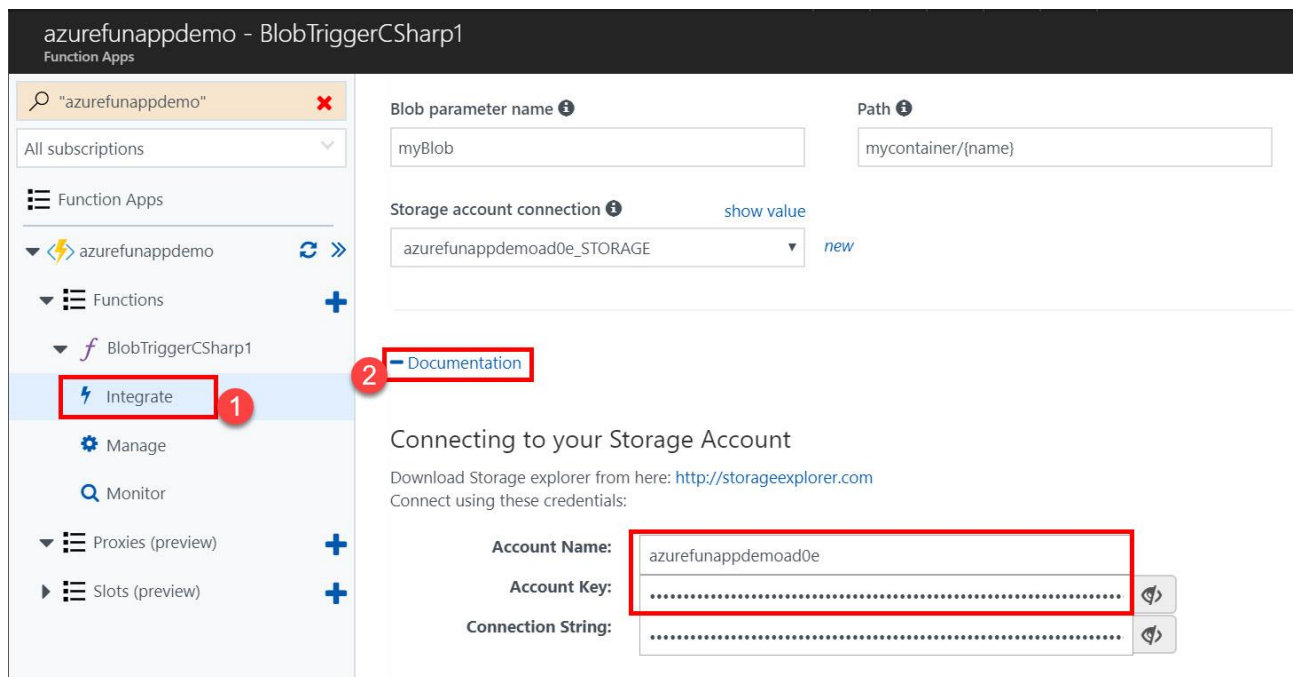 azurefunappdemo - BlobTriggerCSharp1
Function Apps
"azurefunappdemo"
All subscriptions
Function Apps
azurefunappdemo
Functions
BlobTriggerCSharp1
Integrate
1
Manage
Monitor
Proxies (preview)
Slots (preview)
Blob parameter name
Path
myBlob
mycontainer/{name}
Storage account connection
show value
azurefunappdemoad0e_STORAGE
new
2
Documentation
Connecting to your Storage Account
Download Storage explorer from here: http://storageexplorer.com
Connect using these credentials:
Account Name:
azurefunappdemoad0e
Account Key:
Connection String: